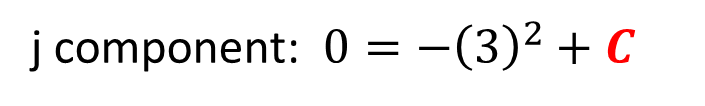 j component: 0 = −(3)² + C